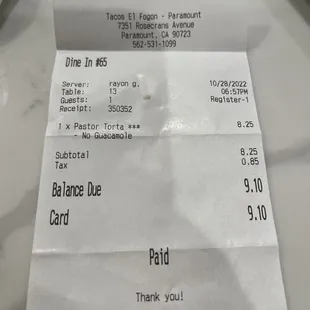 Tacos El Fogon - Paramount
7351 Rosecrans Avenue
Paramount, CA 90723
562-531-1099
Dine In #65
Server: rayon g. 10/28/2022
Table: 13 06:57PM
Guests: 1 Register-1
Receipt: 350352
1 x Pastor Torta *** 8.25
- No Guacamole
Subtotal 8.25
Tax 0.85
Balance Due 9.10
Card 9.10
Paid
Thank you!